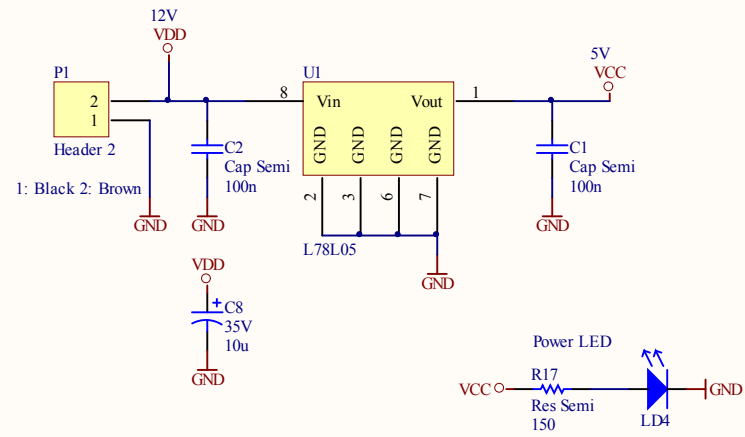 12V
VDD
P1
2
1
Header 2
1: Black 2: Brown
GND
C2
Cap Semi
100n
GND
U1
8
Vin
Vout
1
GND
GND
GND
GND
2
3
6
7
L78L05
GND
5V
VCC
C1
Cap Semi
100n
GND
VDD
+
C8
35V
10u
GND
Power LED
VCC
R17
Res Semi
150
LD4
GND